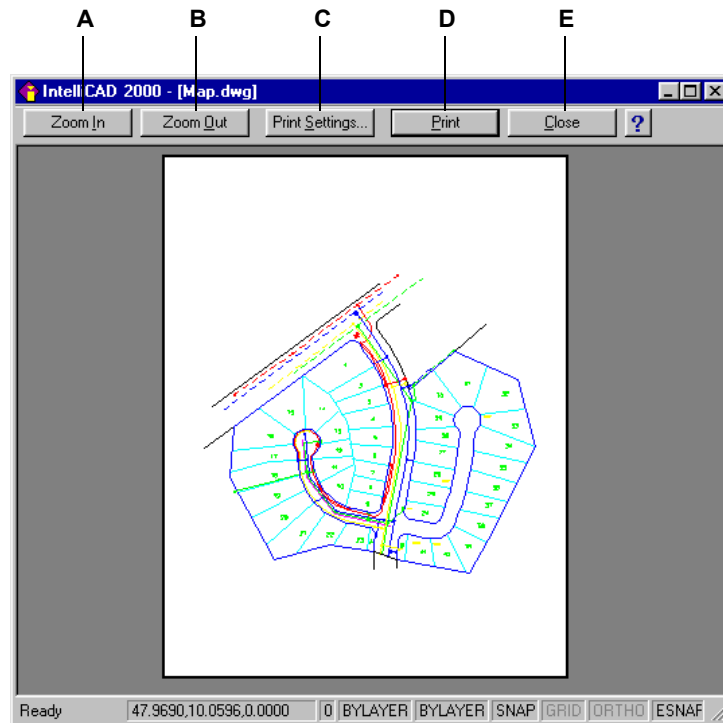 A B C D E
IntelliCAD 2000 - [Map.dwg]
Zoom In Zoom Out Print Settings... Print Close ?
Ready 47.9690,10.0596,0.0000 0 BYLAYER BYLAYER SNAP GRID ORTHO ESNAF